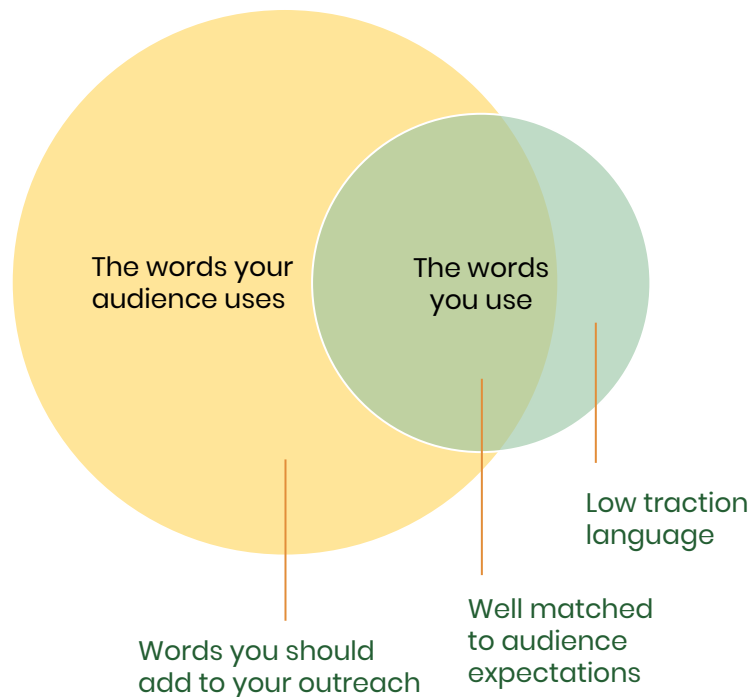 The words your
audience uses
The words
you use
Low traction
language
Well matched
to audience
expectations
Words you should
add to your outreach